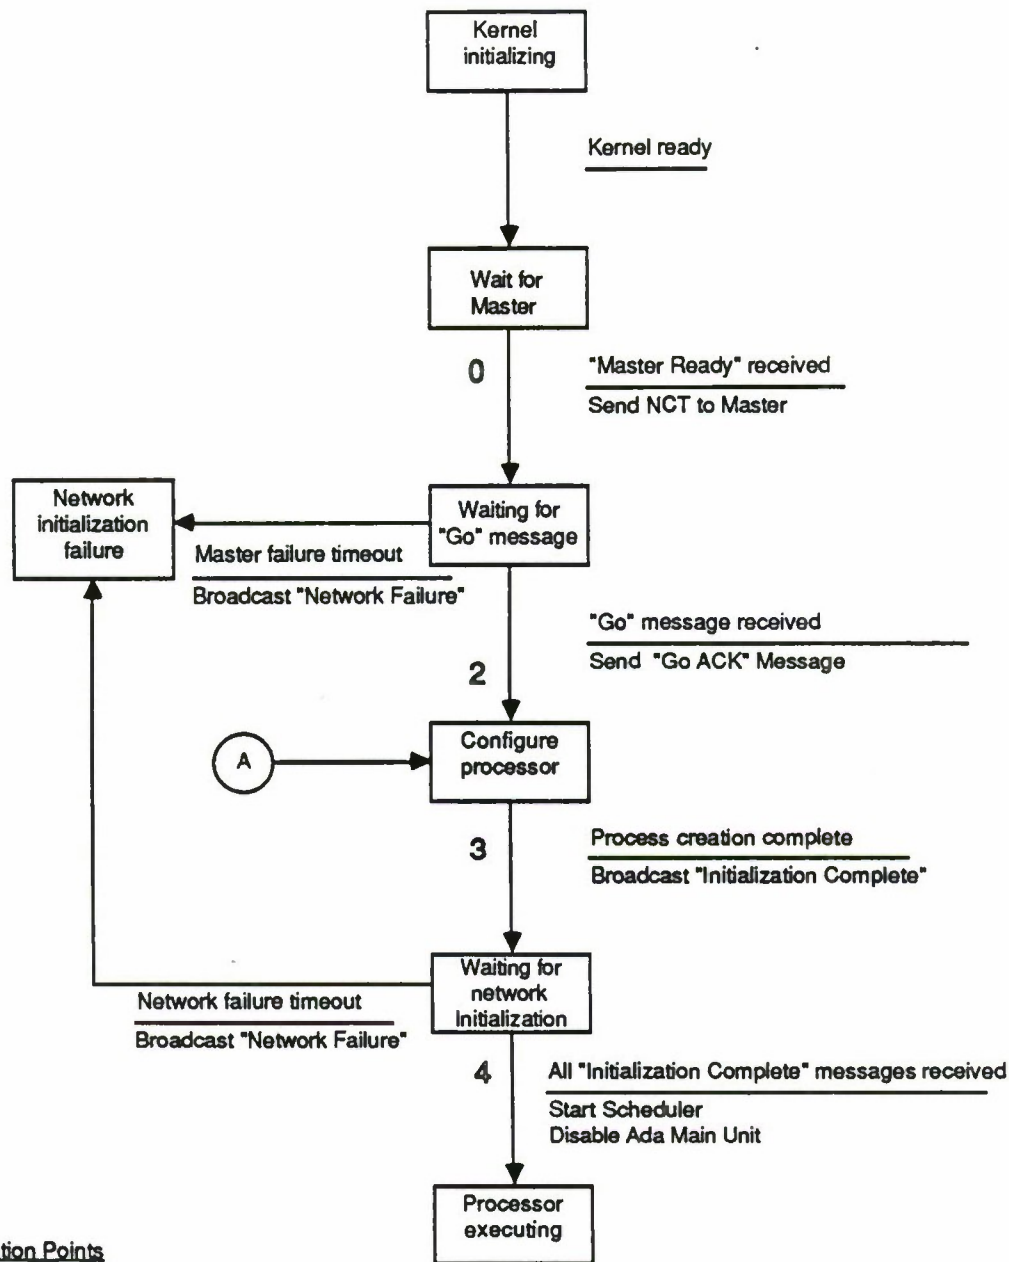 Kernel
initializing
Kernel ready
Wait for
Master
0
"Master Ready" received
Send NCT to Master
Network
initialization
failure
Waiting for
"Go" message
Master failure timeout
Broadcast "Network Failure"
"Go" message received
Send "Go ACK" Message
2
A
Configure
processor
3
Process creation complete
Broadcast "Initialization Complete"
Waiting for
network
Initialization
Network failure timeout
Broadcast "Network Failure"
4
All "Initialization Complete" messages received
Start Scheduler
Disable Ada Main Unit
Processor
executing
Points